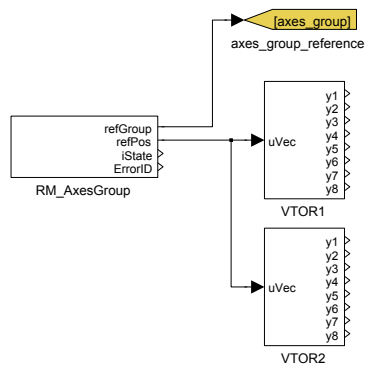 [axes_group]
axes_group_reference
refGroup
refPos
iState
ErrorID
RM_AxesGroup
uVec
y1
y2
y3
y4
y5
y6
y7
y8
VTOR1
uVec
y1
y2
y3
y4
y5
y6
y7
y8
VTOR2